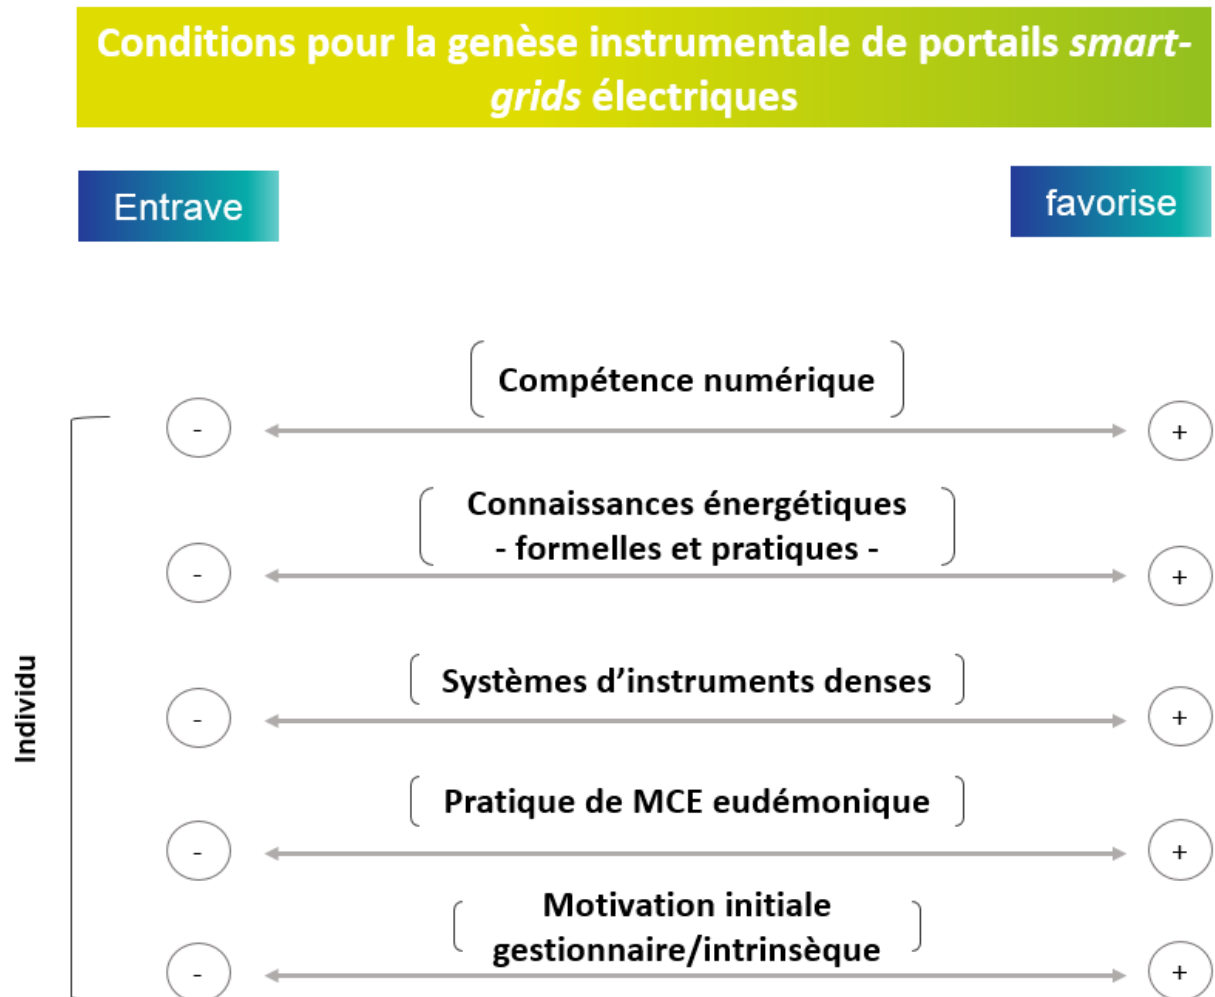 Conditions pour la genèse instrumentale de portails smart-
grids électriques
Entrave
favorise
Compétence numérique
-
+
Connaissances énergétiques
- formelles et pratiques -
-
+
Individu
Systèmes d’instruments denses
-
+
Pratique de MCE eudémonique
-
+
Motivation initiale
gestionnaire/intrinsèque
-
+